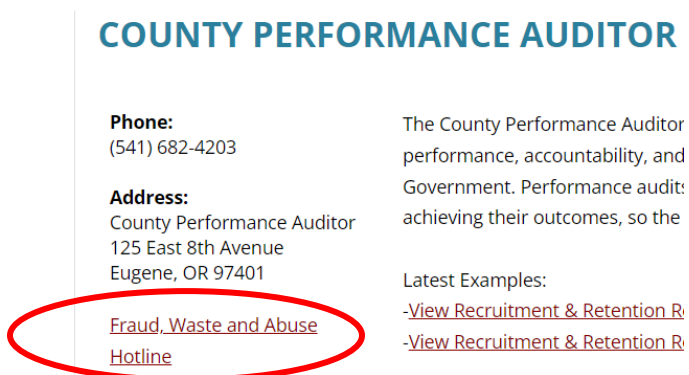 COUNTY PERFORMANCE AUDITOR
Phone:
(541) 682-4203
Address:
County Performance Auditor
125 East 8th Avenue
Eugene, OR 97401
Fraud, Waste and Abuse
Hotline
The County Performance Auditor
performance, accountability, and
Government. Performance audits
achieving their outcomes, so the
Latest Examples:
-View Recruitment & Retention Re
-View Recruitment & Retention Re